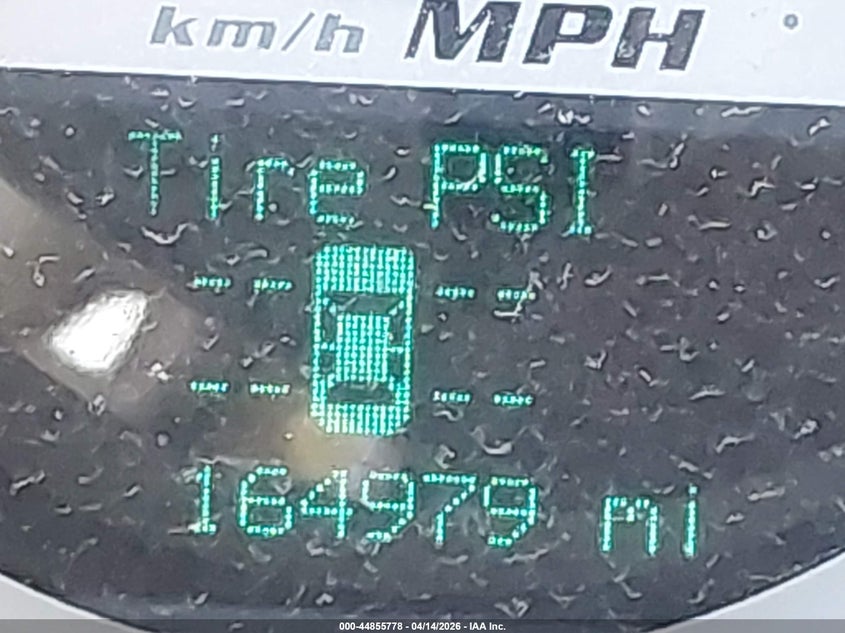 km/h MPH
Tire PSI
-- --
-- --
164979 mi
000-44855778 - 04/14/2026 - IAA Inc.